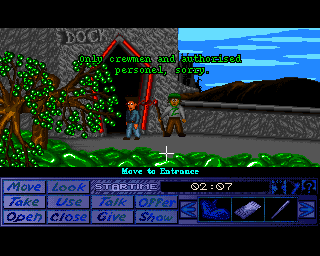 DOCK
Only crewmen and authorised
personel, sorry.
Move to Entrance
Move Look STARTIME 02:07
Take Use Talk Offer
Open Close Give Show